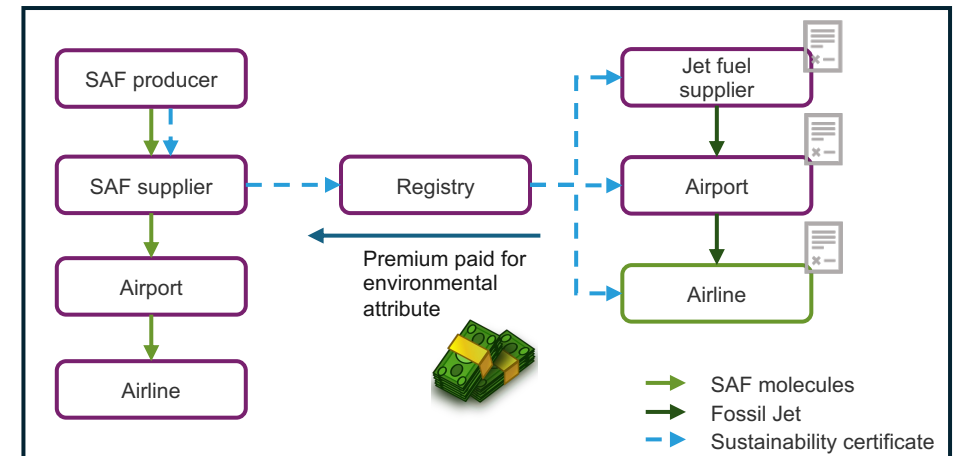 SAF producer
SAF supplier
Airport
Airline
Registry
Premium paid for
environmental
attribute
Jet fuel
supplier
Airport
Airline
SAF molecules
Fossil Jet
Sustainability certificate